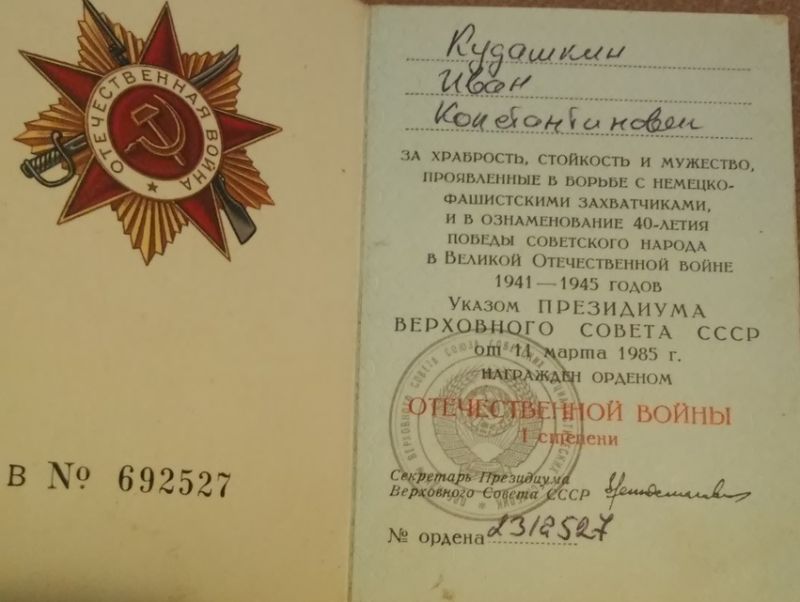 ОТЕЧЕСТВЕННАЯ ВОЙНА
В № 692527
Кудашкин
Иван
Константинович
ЗА ХРАБРОСТЬ, СТОЙКОСТЬ И МУЖЕСТВО,
ПРОЯВЛЕННЫЕ В БОРЬБЕ С НЕМЕЦКО-
ФАШИСТСКИМИ ЗАХВАТЧИКАМИ,
И В ОЗНАМЕНОВАНИЕ 40-ЛЕТИЯ
ПОБЕДЫ СОВЕТСКОГО НАРОДА
В ВЕЛИКОЙ ОТЕЧЕСТВЕННОЙ ВОЙНЕ
1941—1945 ГОДОВ
УКАЗОМ ПРЕЗИДИУМА
ВЕРХОВНОГО СОВЕТА СССР
от 11 марта 1985 г.
НАГРАЖДЕН ОРДЕНОМ
ОТЕЧЕСТВЕННОЙ ВОЙНЫ
I степени
Секретарь Президиума
Верховного Совета СССР
№ ордена 2312527